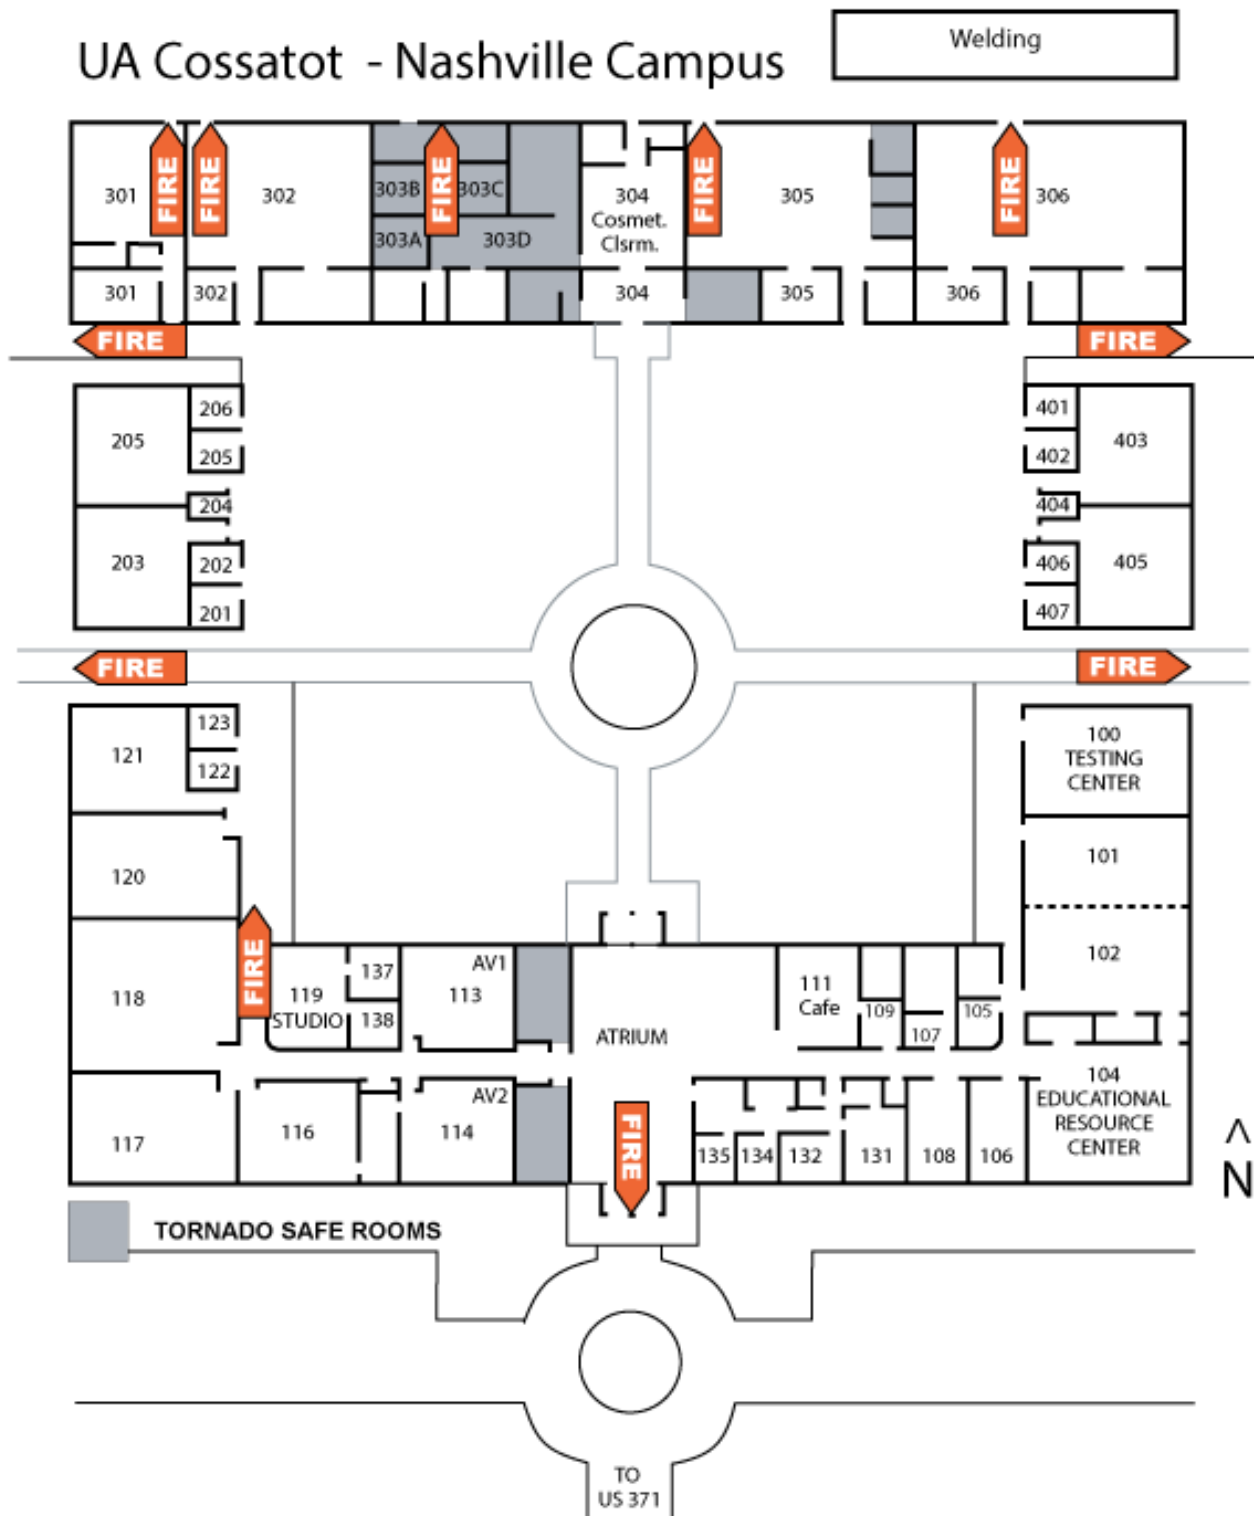 UA Cossatot - Nashville Campus
Welding
FIRE
FIRE
FIRE
FIRE
FIRE
301
302
303B
303C
304
Cosmet.
Clsrm.
305
306
303A
303D
301
302
304
305
306
FIRE
FIRE
206
205
205
204
203
202
201
401
402
403
404
406
405
407
FIRE
FIRE
123
121
122
100
TESTING
CENTER
120
101
118
FIRE
119
STUDIO
137
138
AV1
113
ATRIUM
111
Cafe
109
107
105
102
117
116
AV2
114
FIRE
135
134
132
131
108
106
104
EDUCATIONAL
RESOURCE
CENTER
^
N
TORNADO SAFE ROOMS
TO
US 371